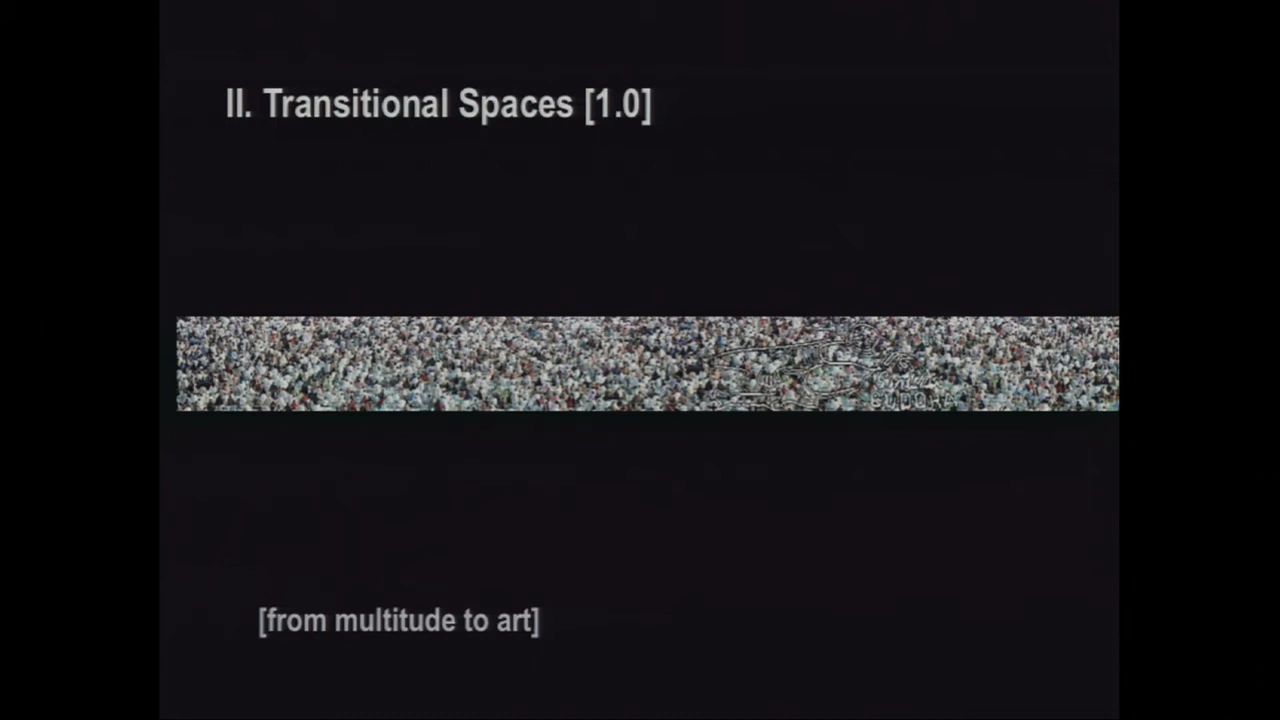 II. Transitional Spaces [1.0]
[from multitude to art]